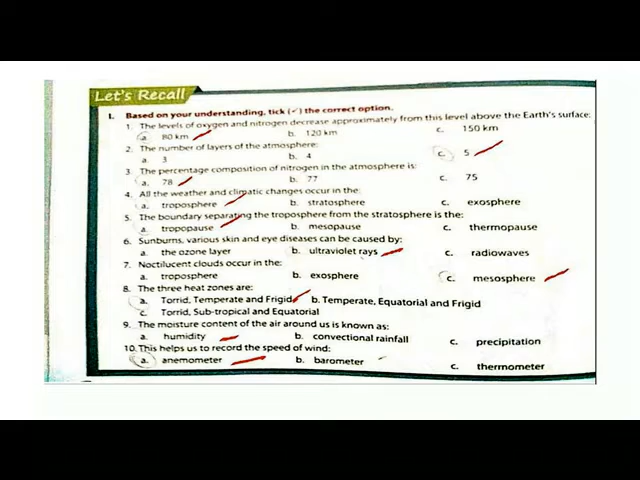 Let's Recall
I. Based on your understanding, tick (✓) the correct option.
1. The levels of oxygen and nitrogen decrease approximately from this level above the Earth's surface:
a. 80 km b. 120 km c. 150 km
2. The number of layers of the atmosphere:
a. 3 b. 4 c. 5
3. The percentage composition of nitrogen in the atmosphere is:
a. 78 b. 77 c. 75
4. All the weather and climatic changes occur in the:
a. troposphere b. stratosphere c. exosphere
5. The boundary separating the troposphere from the stratosphere is the:
a. tropopause b. mesopause c. thermopause
6. Sunburns, various skin and eye diseases can be caused by:
a. the ozone layer b. ultraviolet rays c. radiowaves
7. Noctilucent clouds occur in the:
a. troposphere b. exosphere c. mesosphere
8. The three heat zones are:
a. Torrid, Temperate and Frigid b. Temperate, Equatorial and Frigid
c. Torrid, Sub-tropical and Equatorial
9. The moisture content of the air around us is known as:
a. humidity b. convectional rainfall c. precipitation
10. This helps us to record the speed of wind:
a. anemometer b. barometer c. thermometer